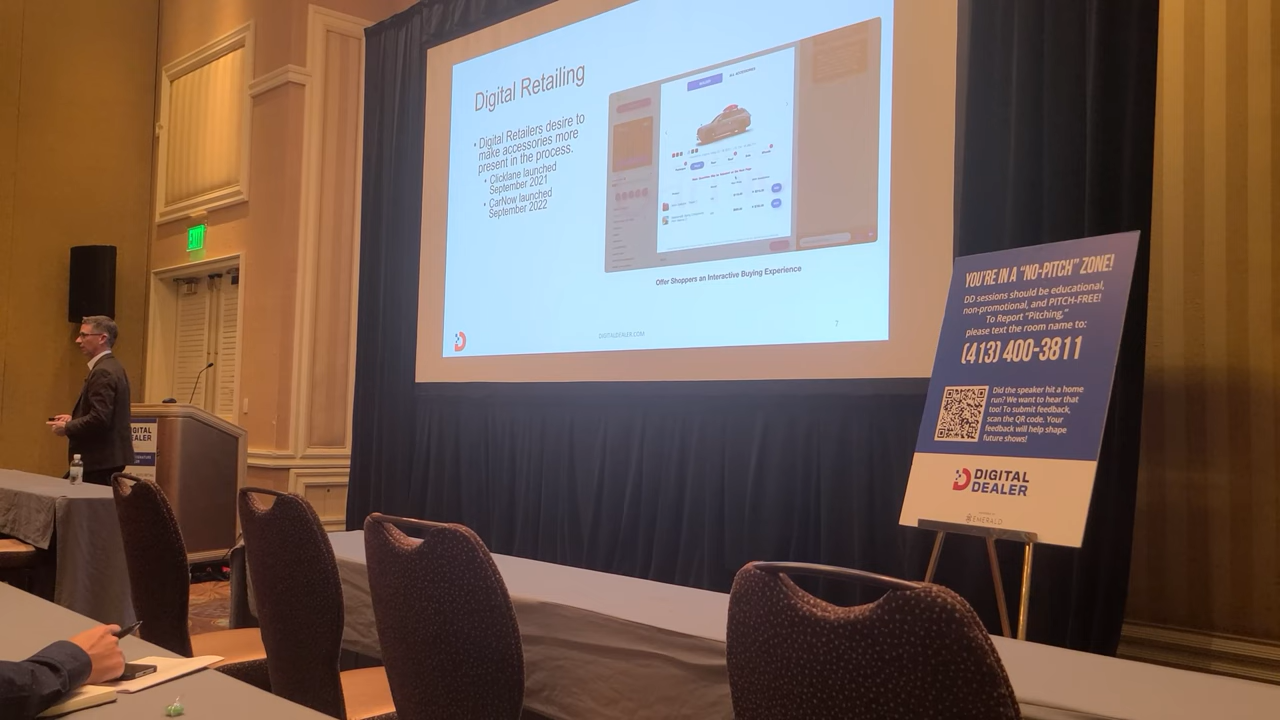 Digital Retailing
• Digital Retailers desire to
make accessories more
present in the process.
• Clicklane launched
September 2021
• CarNow launched
September 2022
Offer Shoppers an Interactive Buying Experience
DIGITALDEALER.COM
7
EXIT
YOU'RE IN A "NO-PITCH" ZONE!
DD sessions should be educational,
non-promotional, and PITCH-FREE!
To Report "Pitching,"
please text the room name to:
(413) 400-3811
Did the speaker hit a home
run? We want to hear that
too! To submit feedback,
scan the QR code. Your
feedback will help shape
future shows!
DIGITAL
DEALER
EMERALD